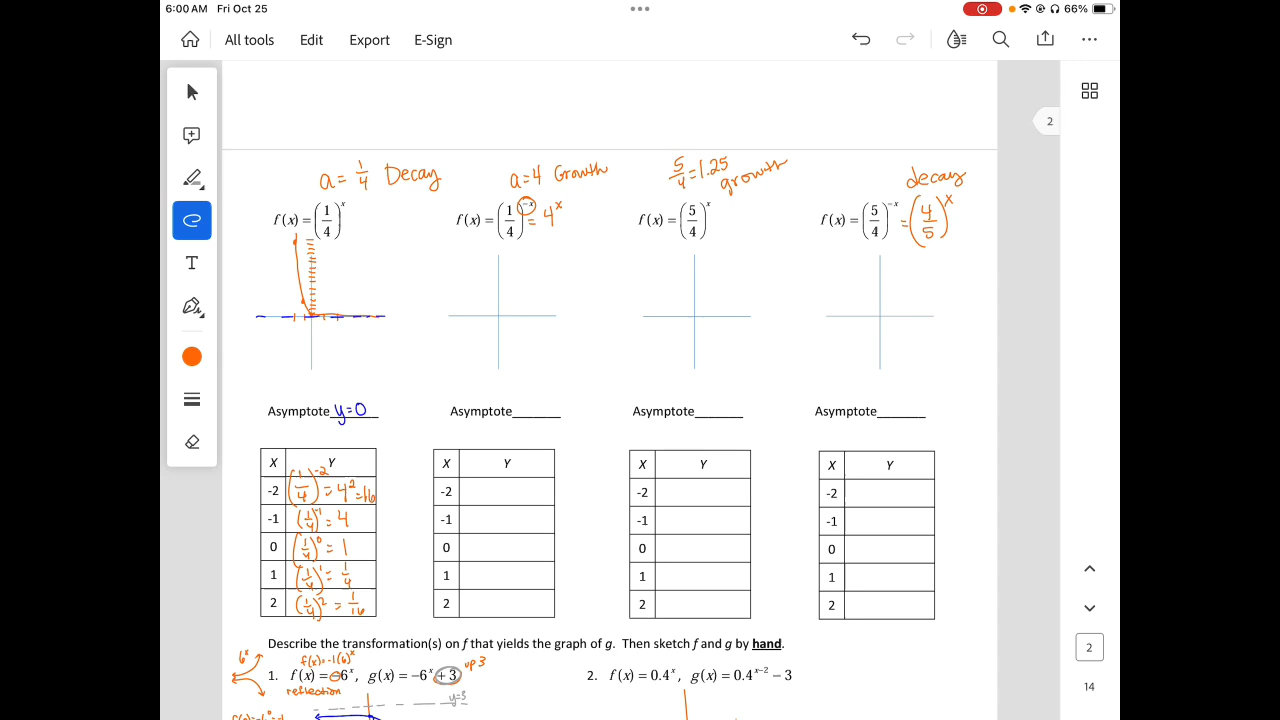 6:00 AM Fri Oct 25 66%
All tools Edit Export E-Sign
2
a = 1/4 Decay a = 4 Growth 5/4 = 1.25 growth decay
f(x) = (1/4)^x f(x) = (1/4)^-x = 4^x f(x) = (5/4)^x f(x) = (5/4)^-x = (4/5)^x
Asymptote y=0 Asymptote_______ Asymptote_______ Asymptote_______
X Y X Y X Y X Y
-2 (1/4)^-2 = 4^2 = 16 -2 -2 -2
-1 (1/4)^-1 = 4 -1 -1 -1
0 (1/4)^0 = 1 0 0 0
1 (1/4)^1 = 1/4 1 1 1
2 (1/4)^2 = 1/16 2 2 2
Describe the transformation(s) on f that yields the graph of g. Then sketch f and g by hand.
6^x f(x) = -1(6)^x up 3
1. f(x) = -6^x, g(x) = -6^x + 3 2. f(x) = 0.4^x, g(x) = 0.4^x-2 - 3
reflection
y=3
2
14